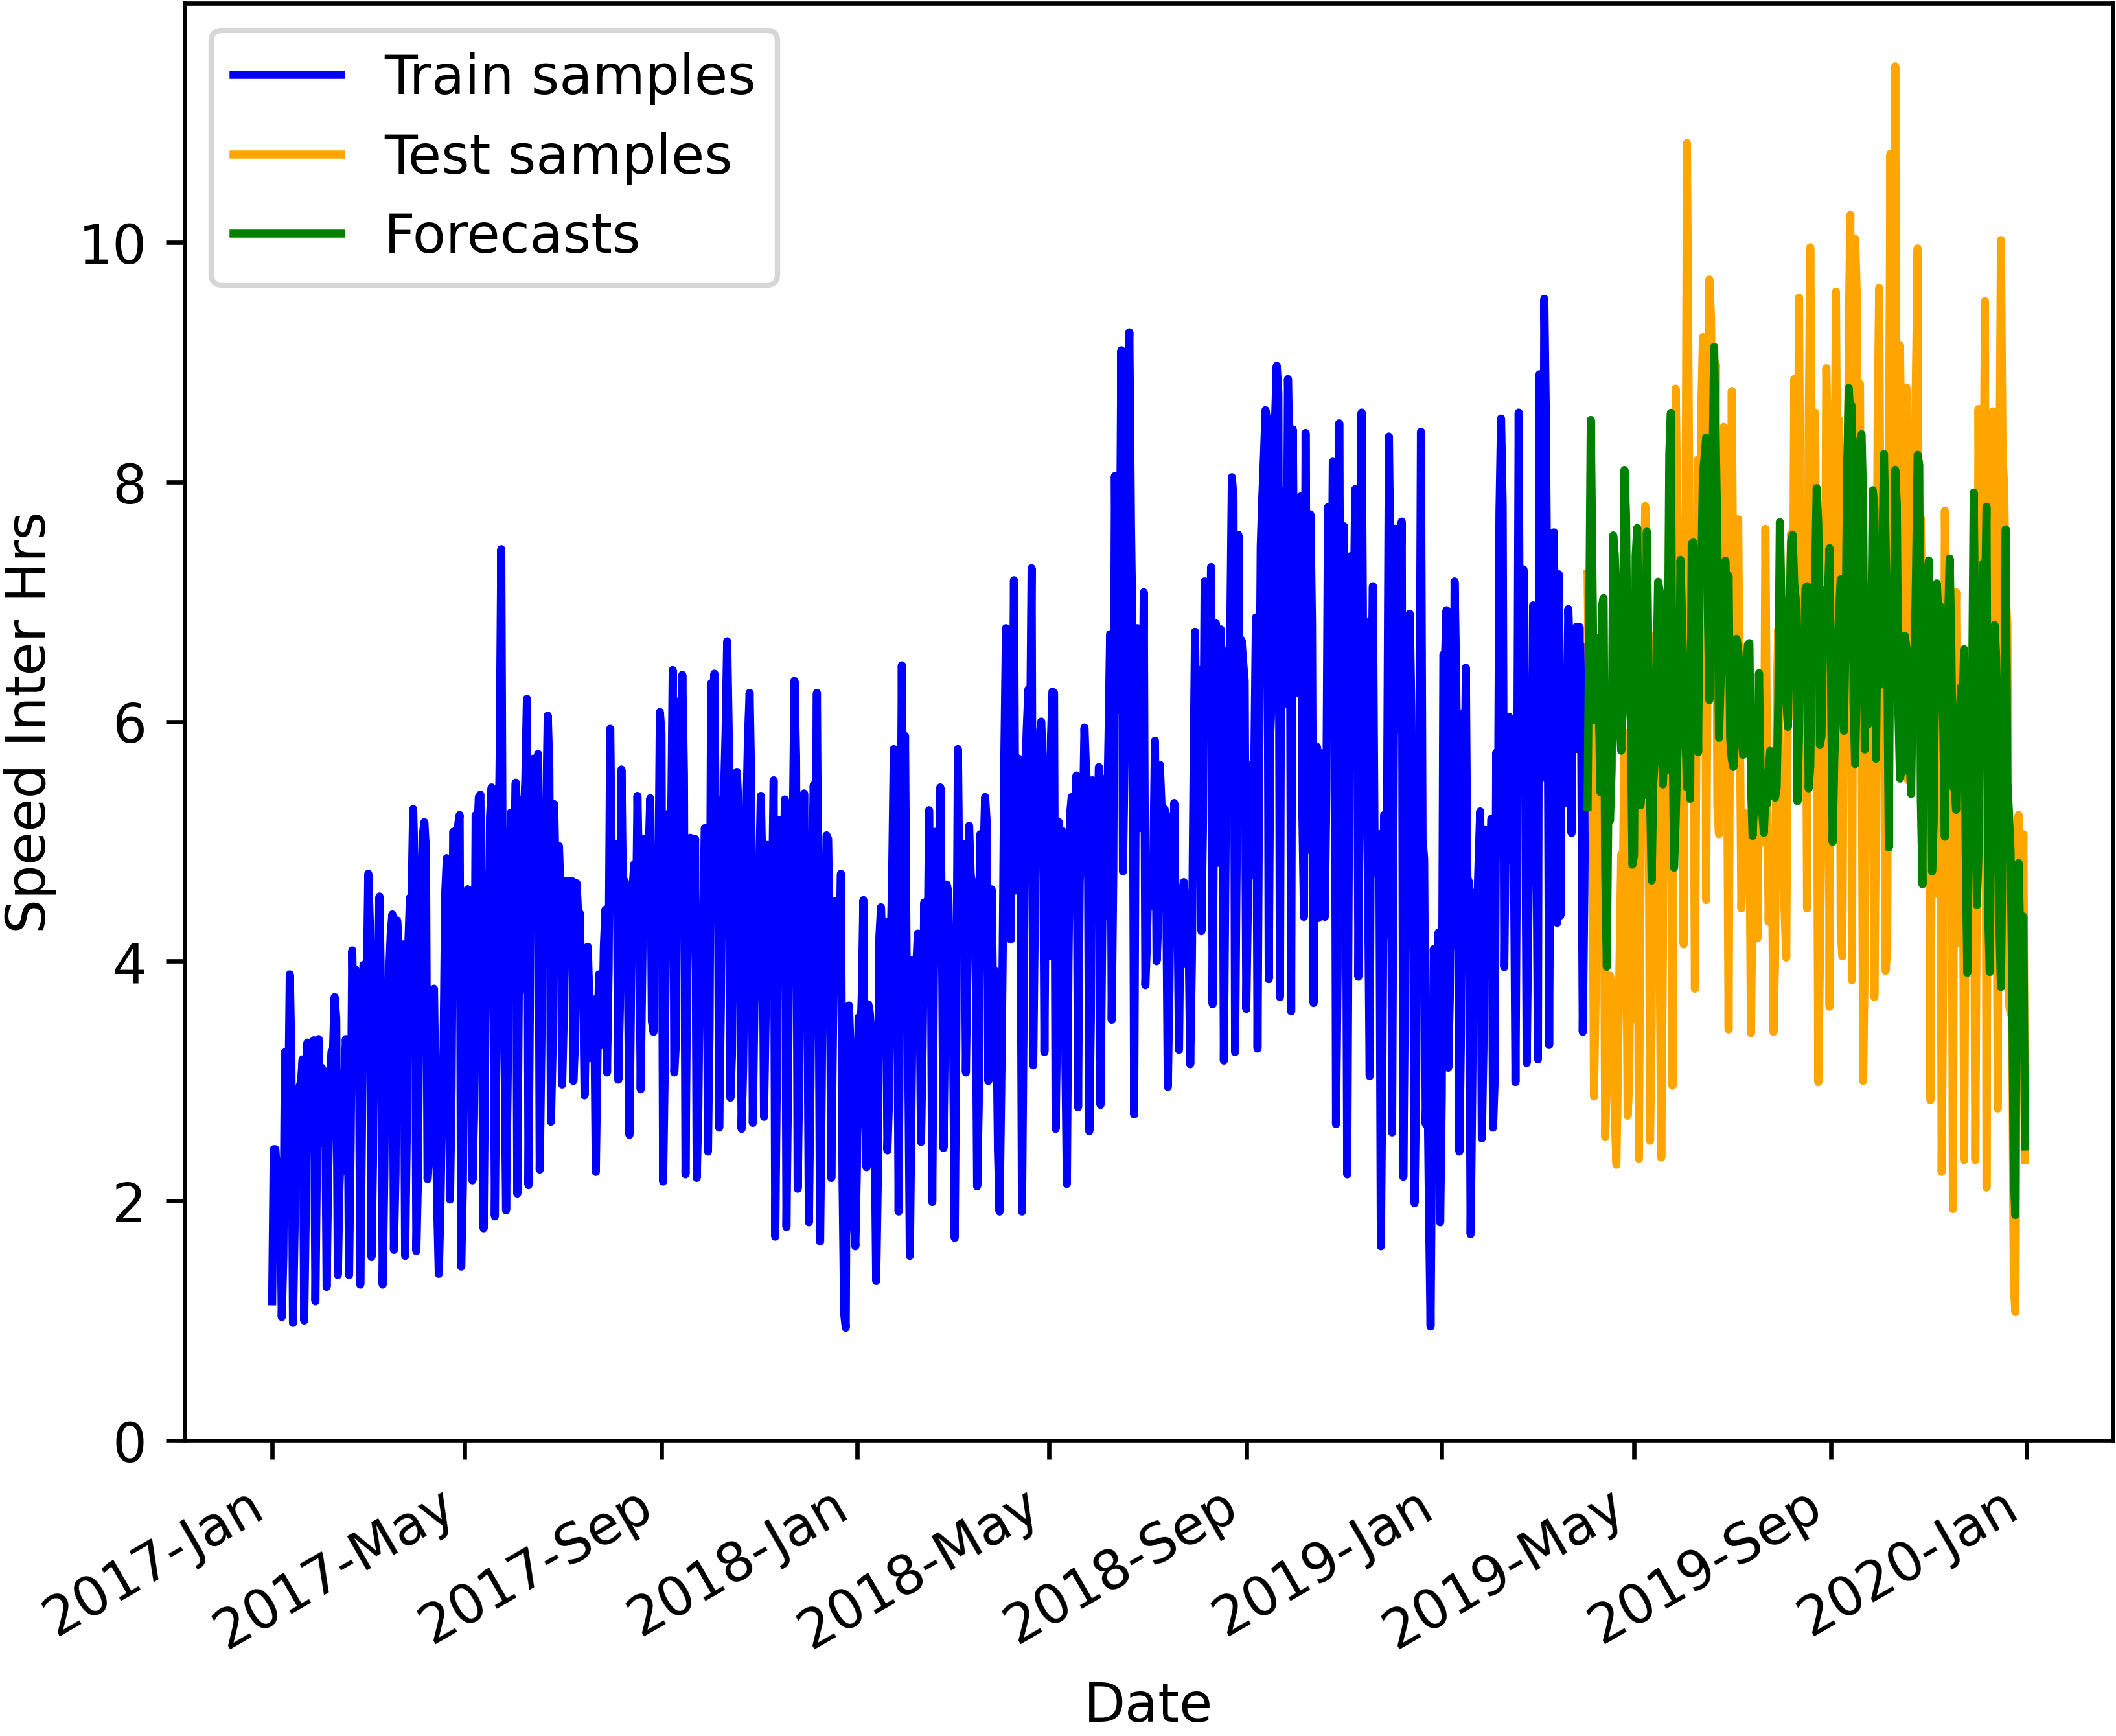 Train samples
Test samples
Forecasts
10
8
6
4
2
0
Speed Inter Hrs
2017-Jan
2017-May
2017-Sep
2018-Jan
2018-May
2018-Sep
2019-Jan
2019-May
2019-Sep
2020-Jan
Date